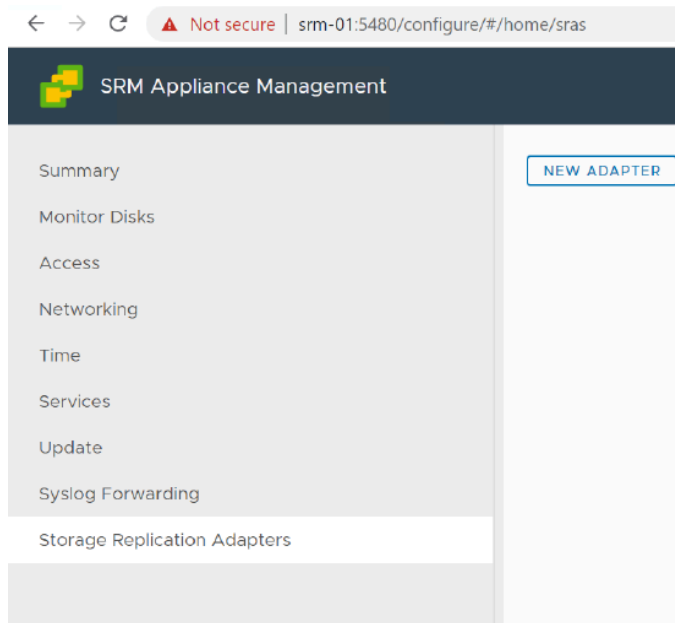 Not secure | srm-01:5480/configure/#/home/sras
SRM Appliance Management
Summary
NEW ADAPTER
Monitor Disks
Access
Networking
Time
Services
Update
Syslog Forwarding
Storage Replication Adapters